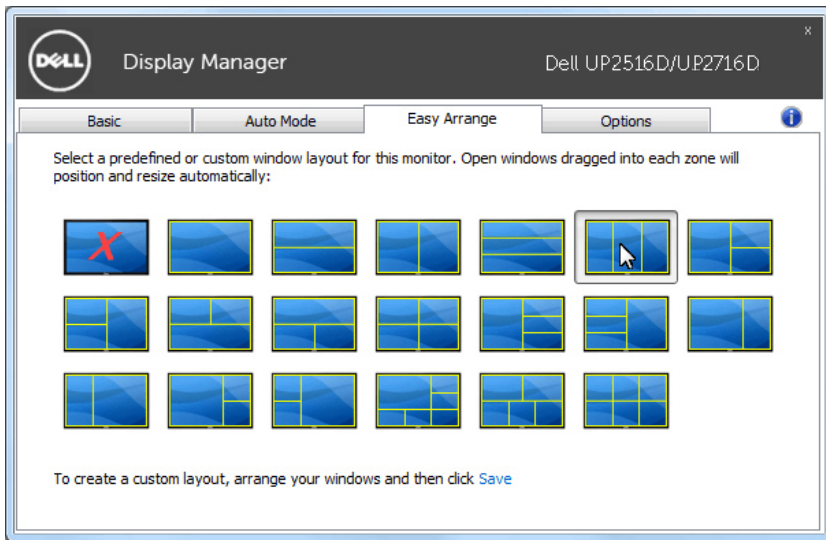 x
DELL
Display Manager
Dell UP2516D/UP2716D
Basic
Auto Mode
Easy Arrange
Options
i
Select a predefined or custom window layout for this monitor. Open windows dragged into each zone will
position and resize automatically:
X
To create a custom layout, arrange your windows and then click Save